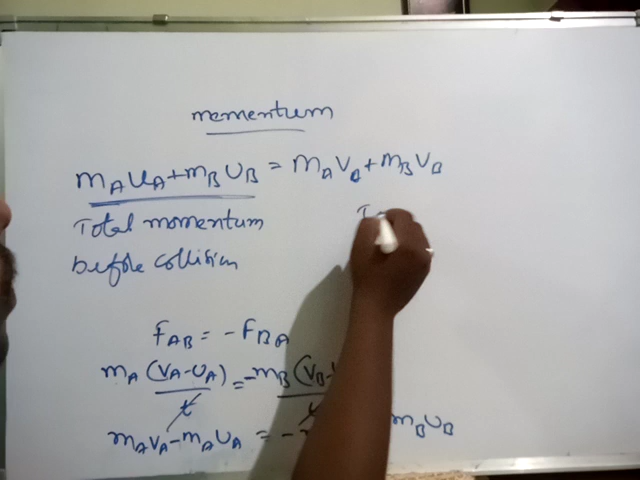 momentum
mAUA+mBUB = mAVB+mBVB
Total momentum
before collision
FAB = -FBA
mA (VA-UA) = -mB (VB-
t t
mAVA-mAUA = - mBUB